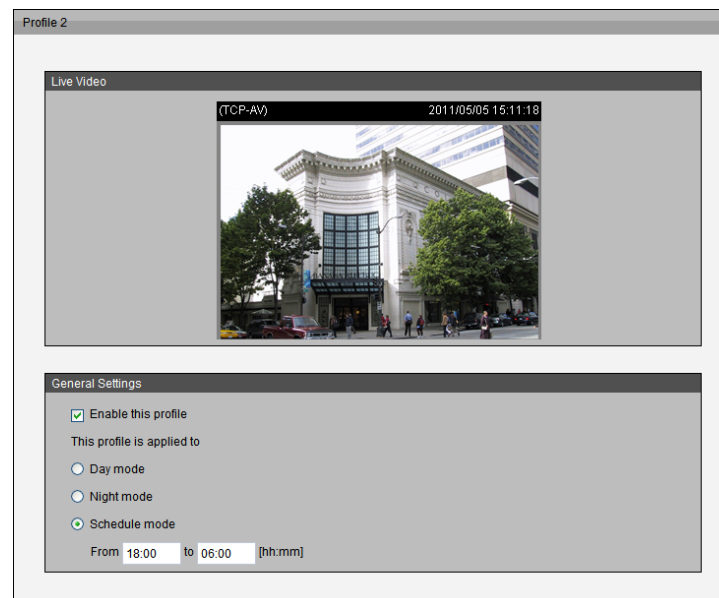 Profile 2
Live Video
(TCP-AV) 2011/05/05 15:11:18
General Settings
Enable this profile
This profile is applied to
Day mode
Night mode
Schedule mode
From 18:00 to 06:00 [hh:mm]